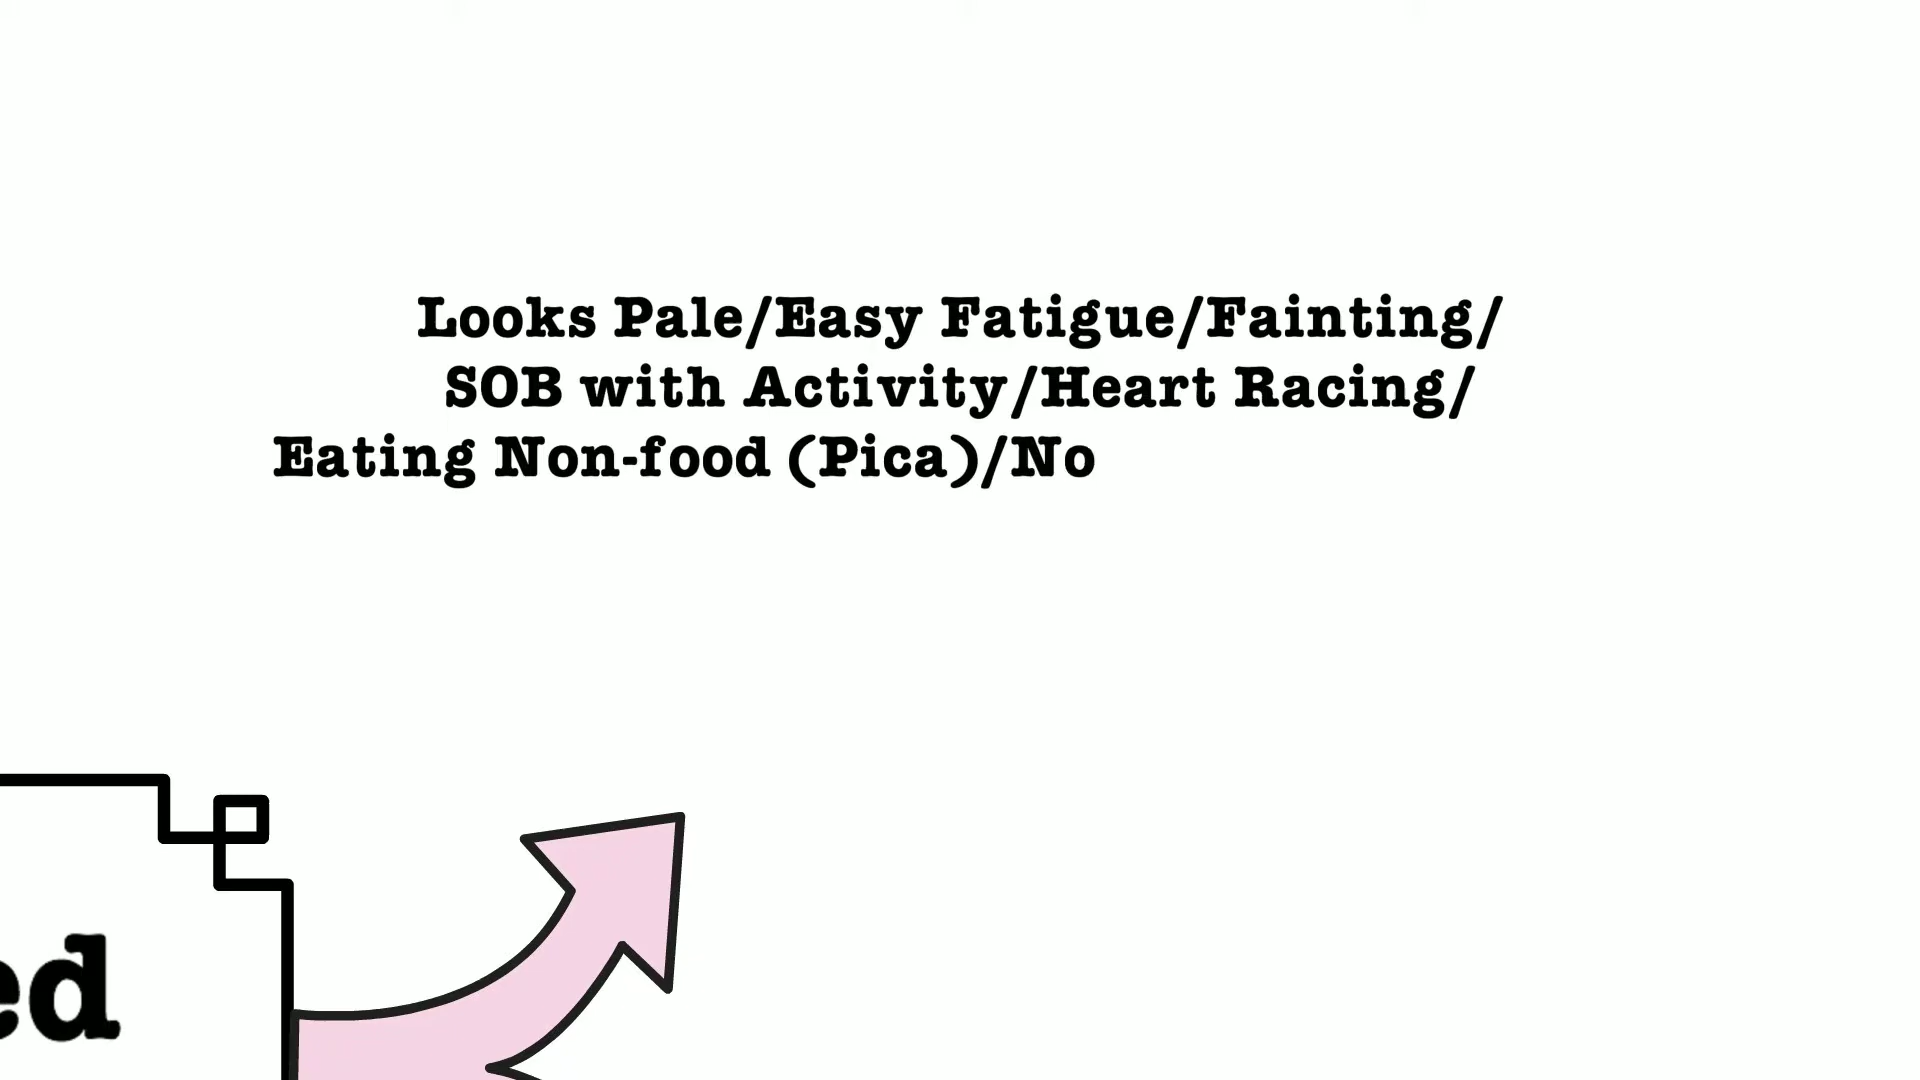 Looks Pale/Easy Fatigue/Fainting/
SOB with Activity/Heart Racing/
Eating Non-food (Pica)/No
ed